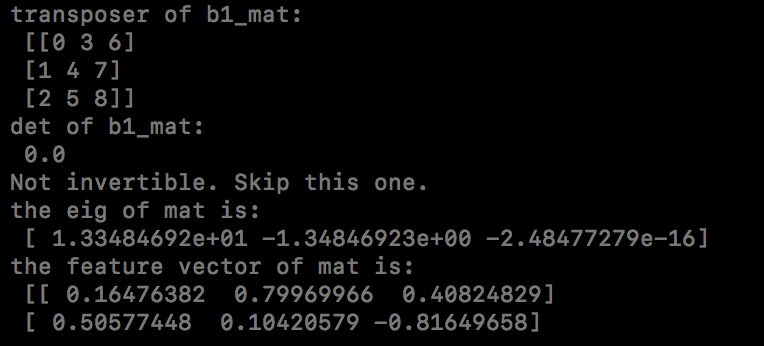 transposer of b1_mat:
[[0 3 6]
[1 4 7]
[2 5 8]]
det of b1_mat:
0.0
Not invertible. Skip this one.
the eig of mat is:
[ 1.33484692e+01 -1.34846923e+00 -2.48477279e-16]
the feature vector of mat is:
[[ 0.16476382  0.79969966  0.40824829]
[ 0.50577448  0.10420579 -0.81649658]